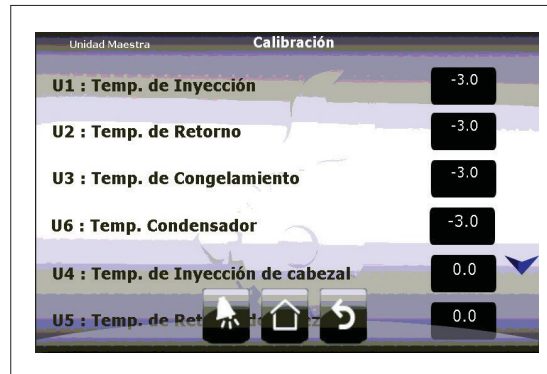 Unidad Maestra Calibración
U1 : Temp. de Inyección -3.0
U2 : Temp. de Retorno -3.0
U3 : Temp. de Congelamiento -3.0
U6 : Temp. Condensador -3.0
U4 : Temp. de Inyección de cabezal 0.0
U5 : Temp. de 0.0